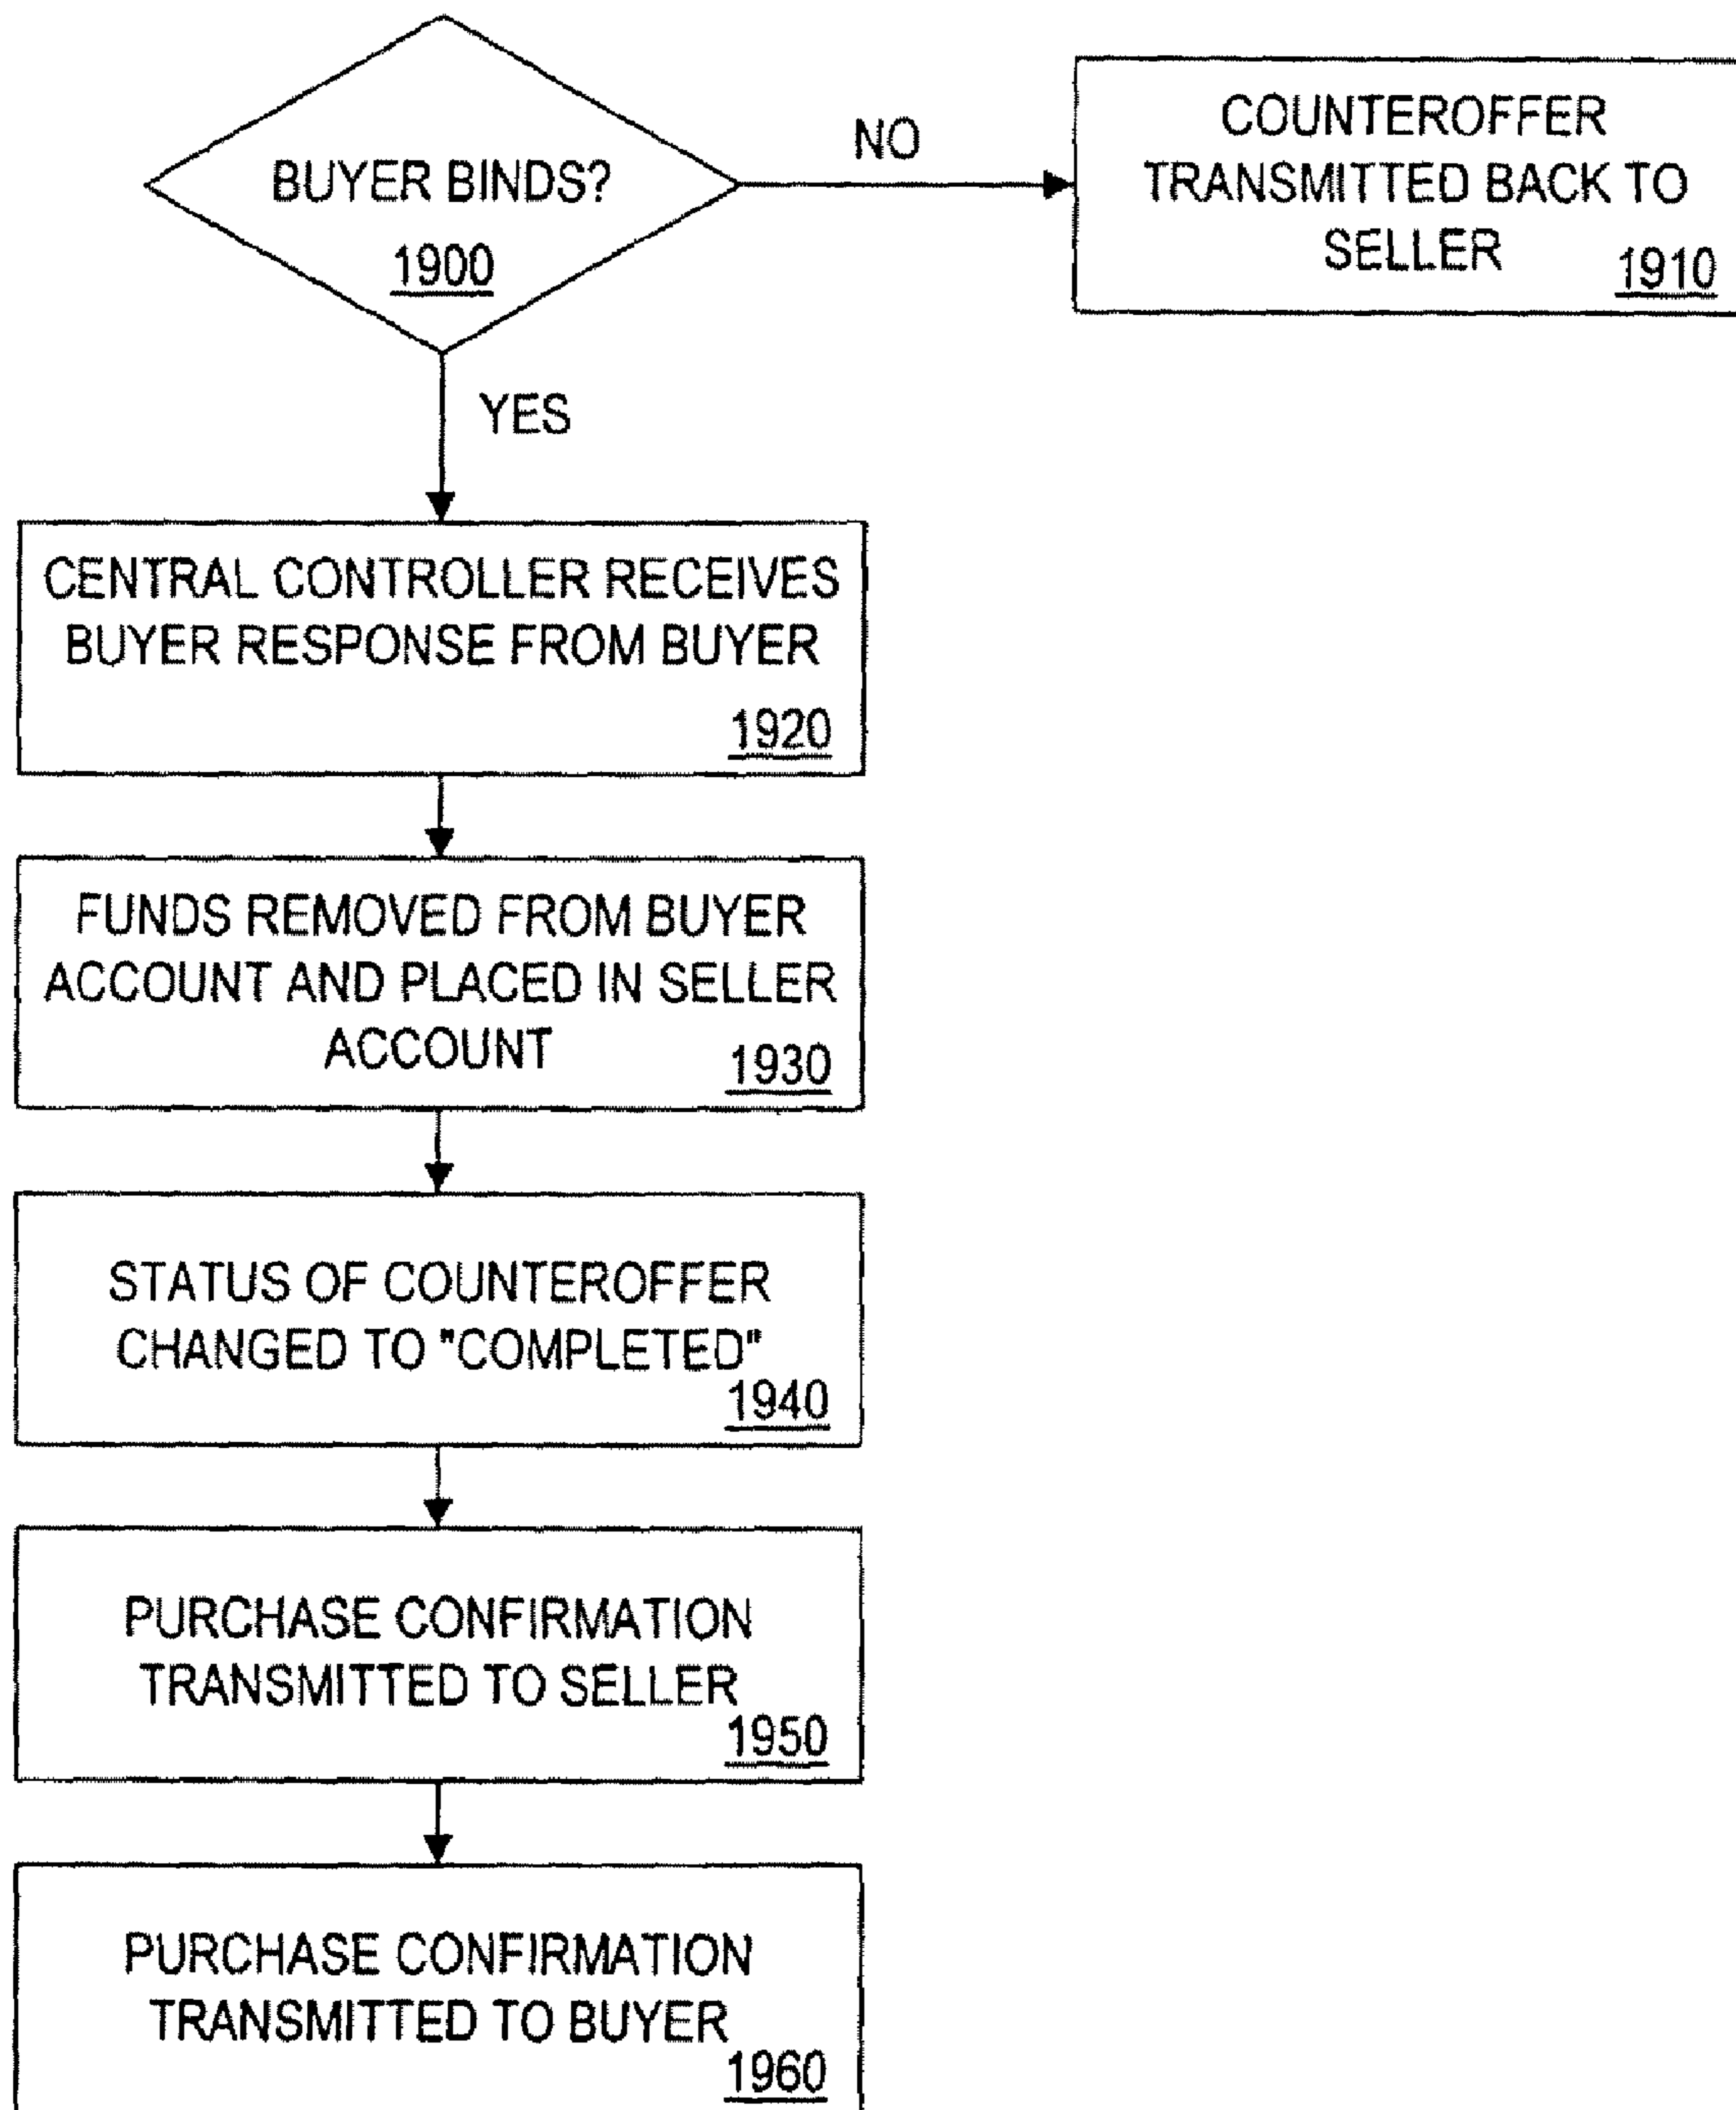 BUYER BINDS?
1900
NO
COUNTEROFFER
TRANSMITTED BACK TO
SELLER
1910
YES
CENTRAL CONTROLLER RECEIVES
BUYER RESPONSE FROM BUYER
1920
FUNDS REMOVED FROM BUYER
ACCOUNT AND PLACED IN SELLER
ACCOUNT
1930
STATUS OF COUNTEROFFER
CHANGED TO "COMPLETED"
1940
PURCHASE CONFIRMATION
TRANSMITTED TO SELLER
1950
PURCHASE CONFIRMATION
TRANSMITTED TO BUYER
1960